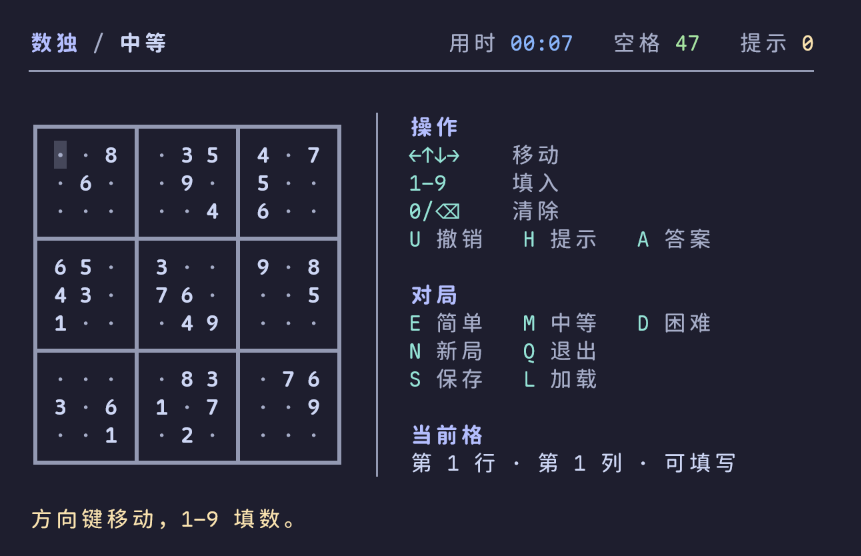 数独 / 中等
用时 00:07 空格 47 提示 0
· · 8 · 3 5 4 · 7
· 6 · · 9 · 5 · ·
· · · · · 4 6 · ·
6 5 · 3 · · 9 · 8
4 3 · 7 6 · · · 5
1 · · · 4 9 · · ·
· · · · 8 3 · 7 6
3 · 6 1 · 7 · · 9
· · 1 · 2 · · · ·
操作
←↑↓→ 移动
1-9 填入
0/⌫ 清除
U 撤销 H 提示 A 答案
对局
E 简单 M 中等 D 困难
N 新局 Q 退出
S 保存 L 加载
当前格
第 1 行 · 第 1 列 · 可填写
方向键移动，1-9 填数。